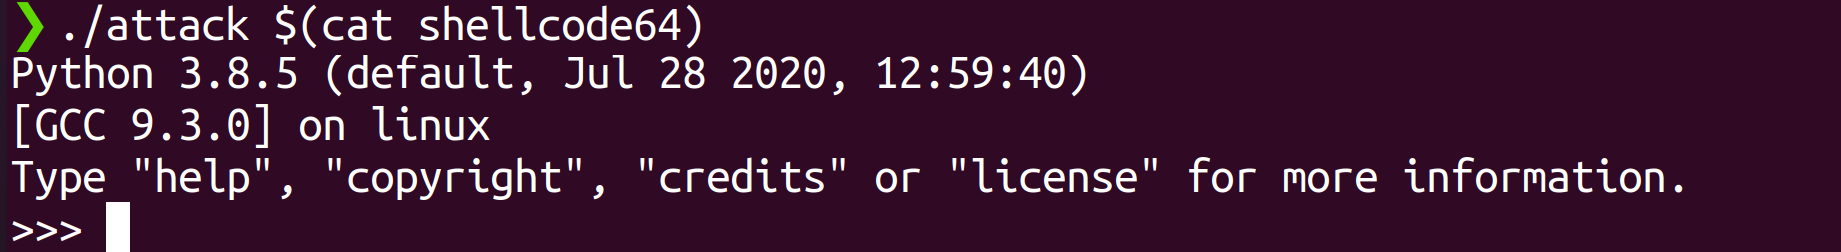 ❯ ./attack $(cat shellcode64)
Python 3.8.5 (default, Jul 28 2020, 12:59:40)
[GCC 9.3.0] on linux
Type "help", "copyright", "credits" or "license" for more information.
>>>